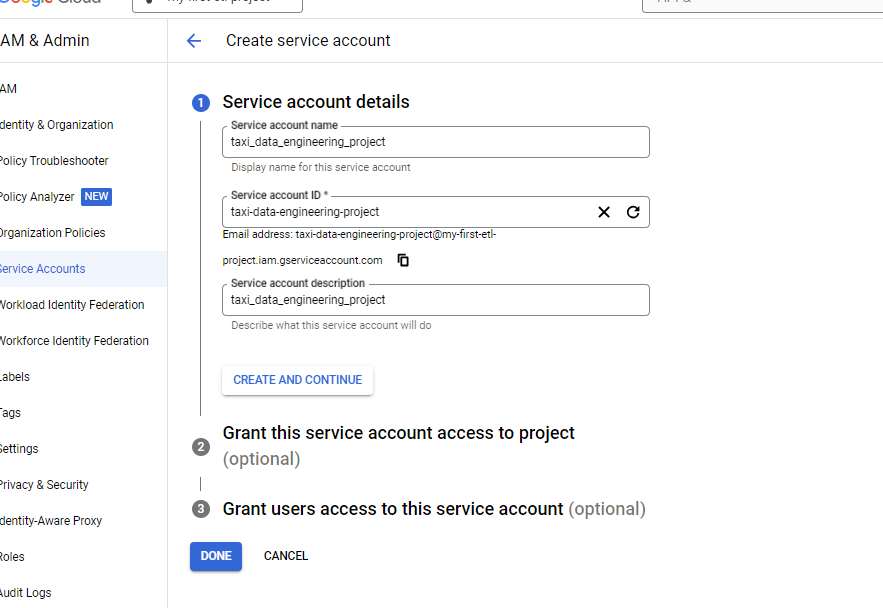 Google Cloud
my-first-etl-project
AM & Admin
Create service account
AM
dentity & Organization
Policy Troubleshooter
Policy Analyzer NEW
Organization Policies
Service Accounts
Workload Identity Federation
Workforce Identity Federation
Labels
Tags
Settings
Privacy & Security
dentity-Aware Proxy
Roles
Audit Logs
1 Service account details
Service account name
taxi_data_engineering_project
Display name for this service account
Service account ID *
taxi-data-engineering-project
Email address: taxi-data-engineering-project@my-first-etl-
project.iam.gserviceaccount.com
Service account description
taxi_data_engineering_project
Describe what this service account will do
CREATE AND CONTINUE
2 Grant this service account access to project
(optional)
3 Grant users access to this service account (optional)
DONE CANCEL